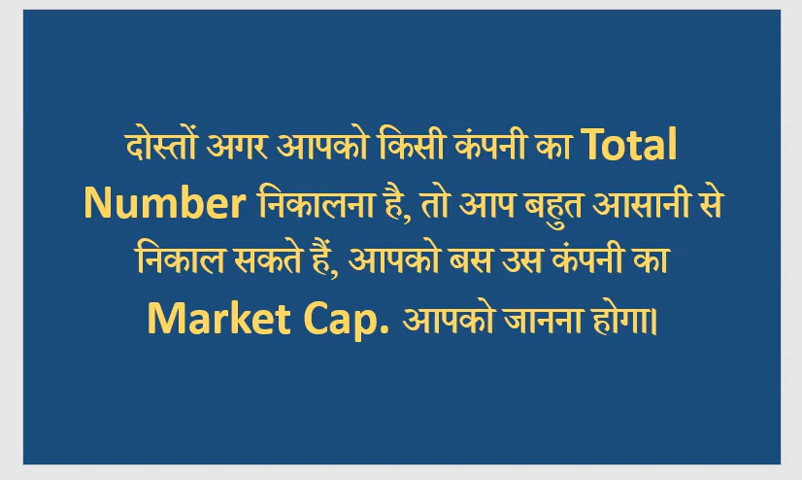 दोस्तों अगर आपको किसी कंपनी का Total
Number निकालना है, तो आप बहुत आसानी से
निकाल सकते हैं, आपको बस उस कंपनी का
Market Cap. आपको जानना होगा।